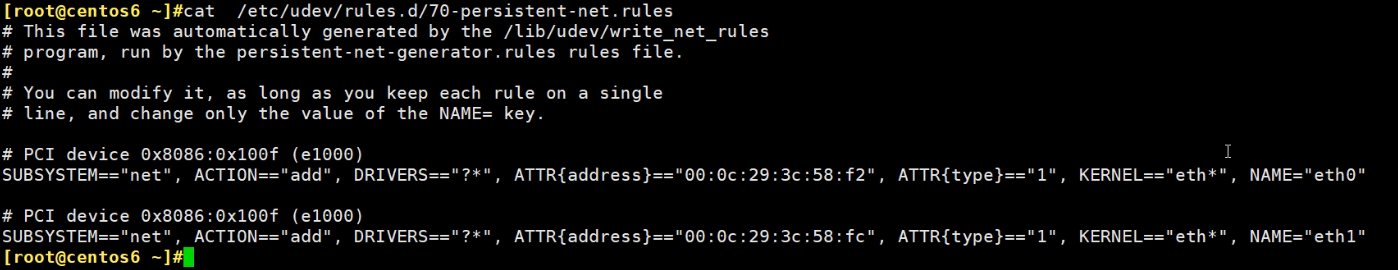 [root@centos6 ~]#cat  /etc/udev/rules.d/70-persistent-net.rules
# This file was automatically generated by the /lib/udev/write_net_rules
# program, run by the persistent-net-generator.rules rules file.
#
# You can modify it, as long as you keep each rule on a single
# line, and change only the value of the NAME= key.

# PCI device 0x8086:0x100f (e1000)
SUBSYSTEM=="net", ACTION=="add", DRIVERS=="?*", ATTR{address}=="00:0c:29:3c:58:f2", ATTR{type}=="1", KERNEL=="eth*", NAME="eth0"

# PCI device 0x8086:0x100f (e1000)
SUBSYSTEM=="net", ACTION=="add", DRIVERS=="?*", ATTR{address}=="00:0c:29:3c:58:fc", ATTR{type}=="1", KERNEL=="eth*", NAME="eth1"
[root@centos6 ~]#